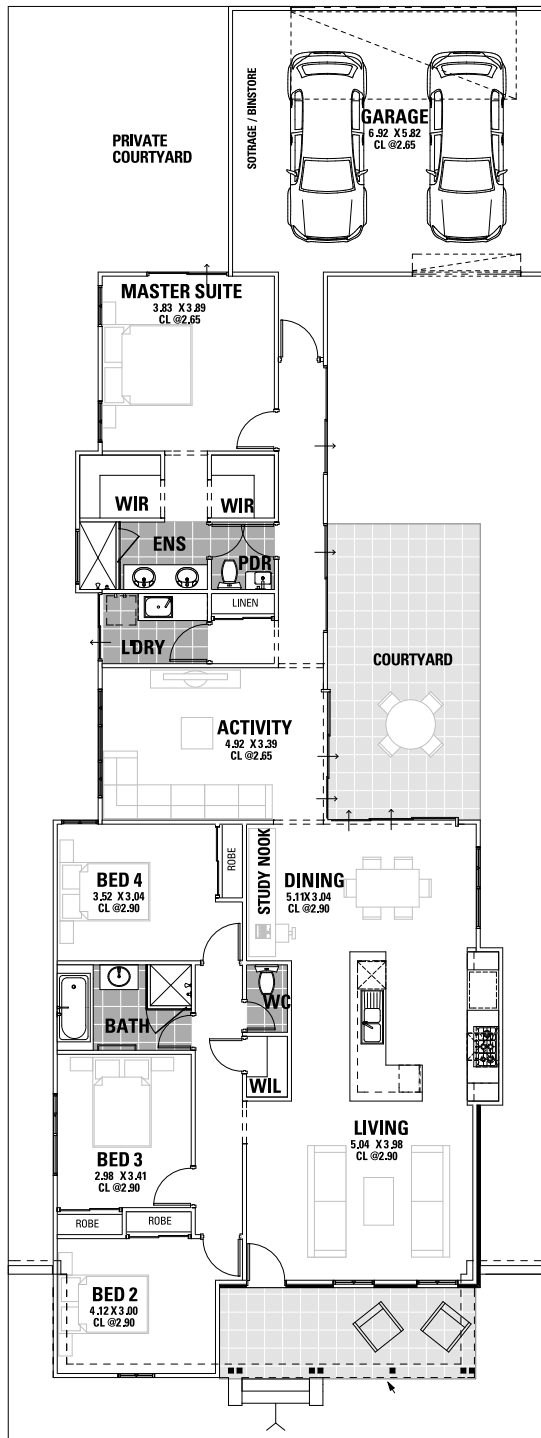 PRIVATE
COURTYARD
SOTRAGE / BINSTORE
GARAGE
6.92 X 5.82
CL @2.65
MASTER SUITE
3.83 X 3.89
CL @2.65
WIR
WIR
ENS
PDR
LINEN
LDRY
COURTYARD
ACTIVITY
4.92 X 3.39
CL @2.65
ROBE
STUDY NOOK
BED 4
3.52 X 3.04
CL @2.90
DINING
5.11X 3.04
CL @2.90
WC
BATH
WIL
LIVING
5.04 X 3.98
CL @2.90
BED 3
2.98 X 3.41
CL @2.90
ROBE
ROBE
BED 2
4.12 X 3.00
CL @2.90